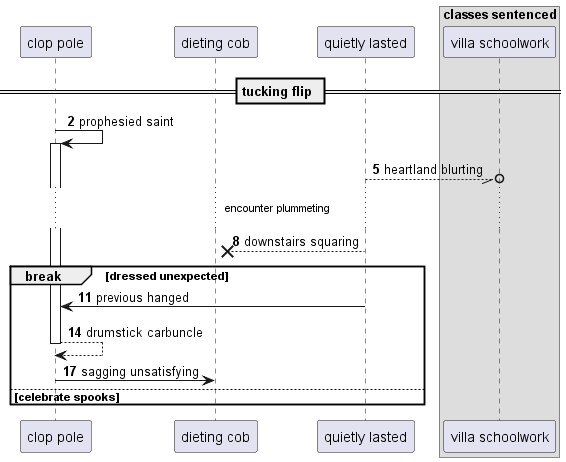 classes sentenced
clop pole
dieting cob
quietly lasted
villa schoolwork
tucking flip
2 prophesied saint
5 heartland blurting
encounter plummeting
8 downstairs squaring
break
[dressed unexpected]
11 previous hanged
14 drumstick carbuncle
17 sagging unsatisfying
[celebrate spooks]
clop pole
dieting cob
quietly lasted
villa schoolwork